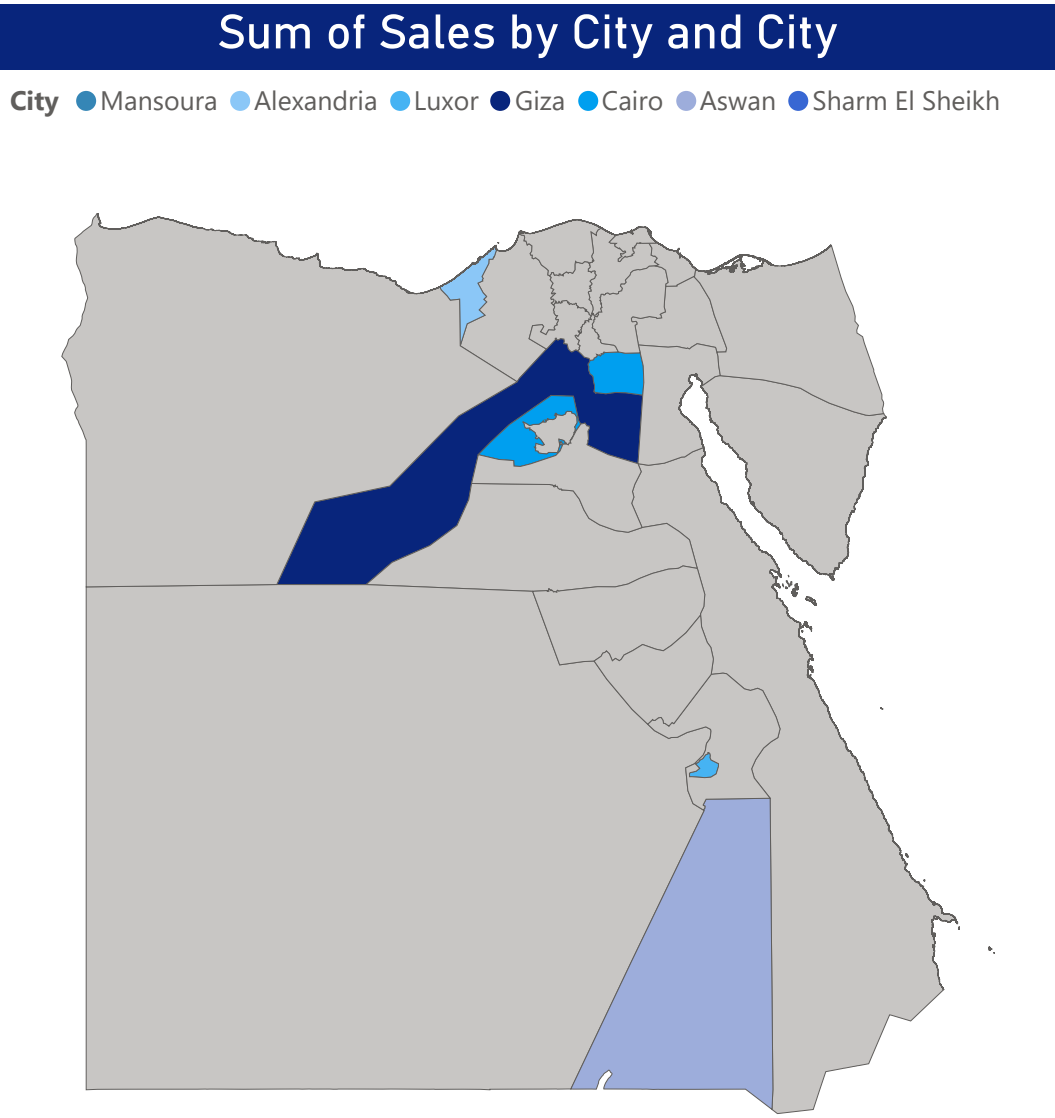 Sum of Sales by City and City
City Mansoura Alexandria Luxor Giza Cairo Aswan Sharm El Sheikh